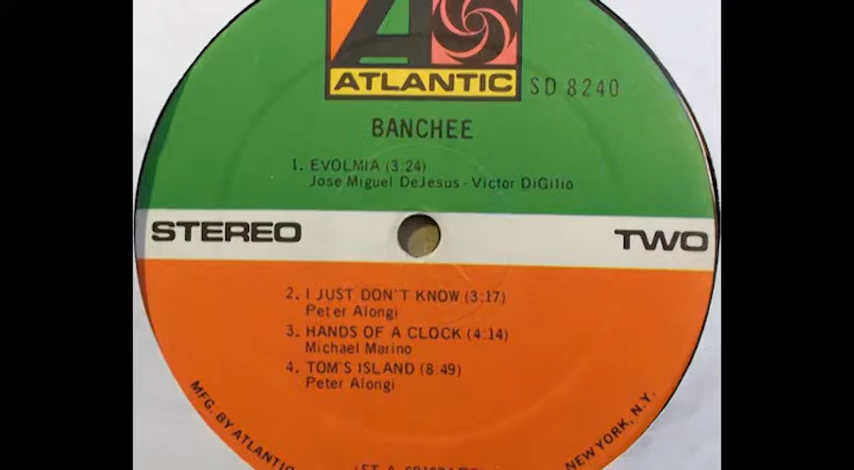 ATLANTIC
SD 8240
BANCHEE
1. EVOLMIA (3:24)
Jose Miguel DeJesus - Victor DiGilio
STEREO
TWO
2. I JUST DON'T KNOW (3:17)
Peter Alongi
3. HANDS OF A CLOCK (4:14)
Michael Marino
4. TOM'S ISLAND (8:49)
Peter Alongi
MFG. BY ATLANTIC
NEW YORK, N.Y.